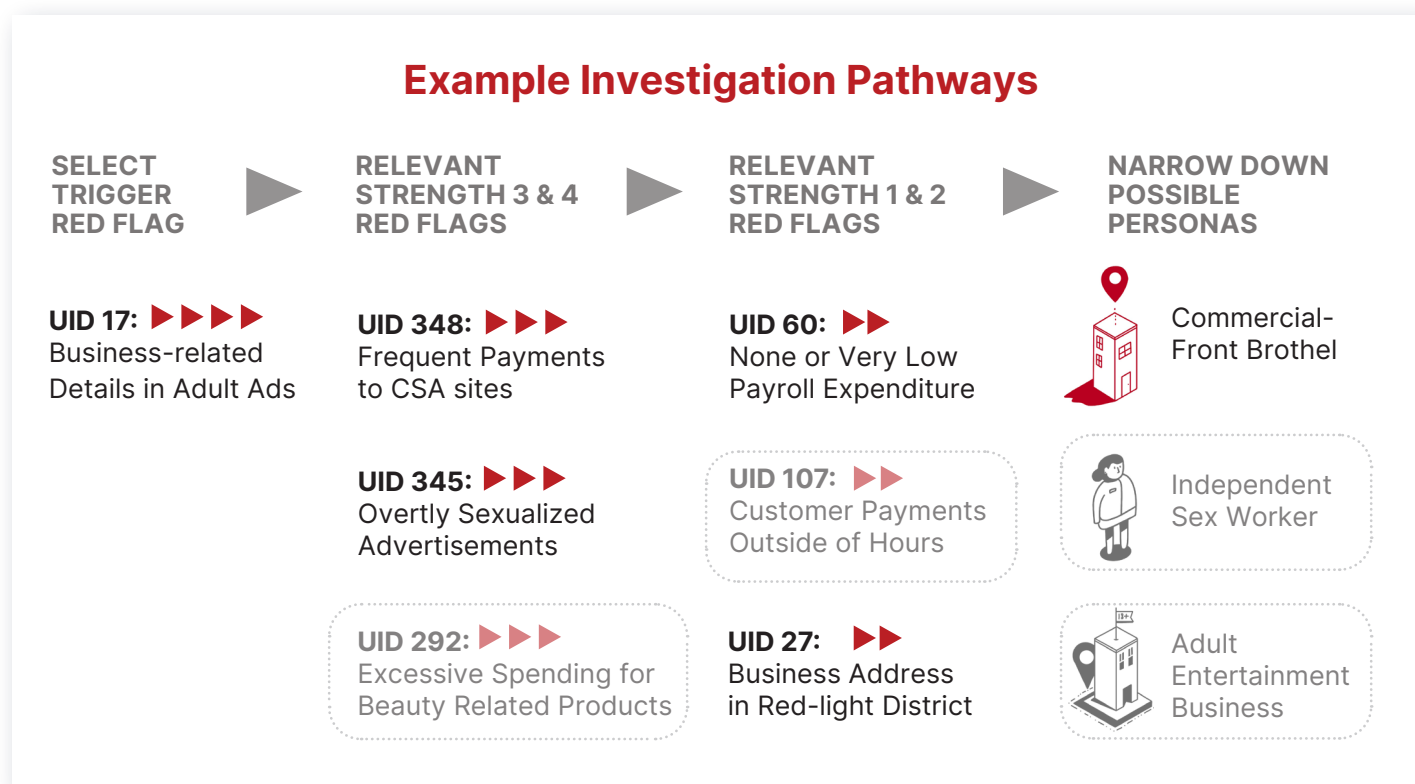 Example Investigation Pathways
SELECT
TRIGGER
RED FLAG
RELEVANT
STRENGTH 3 & 4
RED FLAGS
RELEVANT
STRENGTH 1 & 2
RED FLAGS
NARROW DOWN
POSSIBLE
PERSONAS
UID 17:
Business-related
Details in Adult Ads
UID 348:
Frequent Payments
to CSA sites
UID 345:
Overtly Sexualized
Advertisements
UID 292:
Excessive Spending for
Beauty Related Products
UID 60:
None or Very Low
Payroll Expenditure
UID 107:
Customer Payments
Outside of Hours
UID 27:
Business Address
in Red-light District
Commercial-
Front Brothel
Independent
Sex Worker
18+
Adult
Entertainment
Business